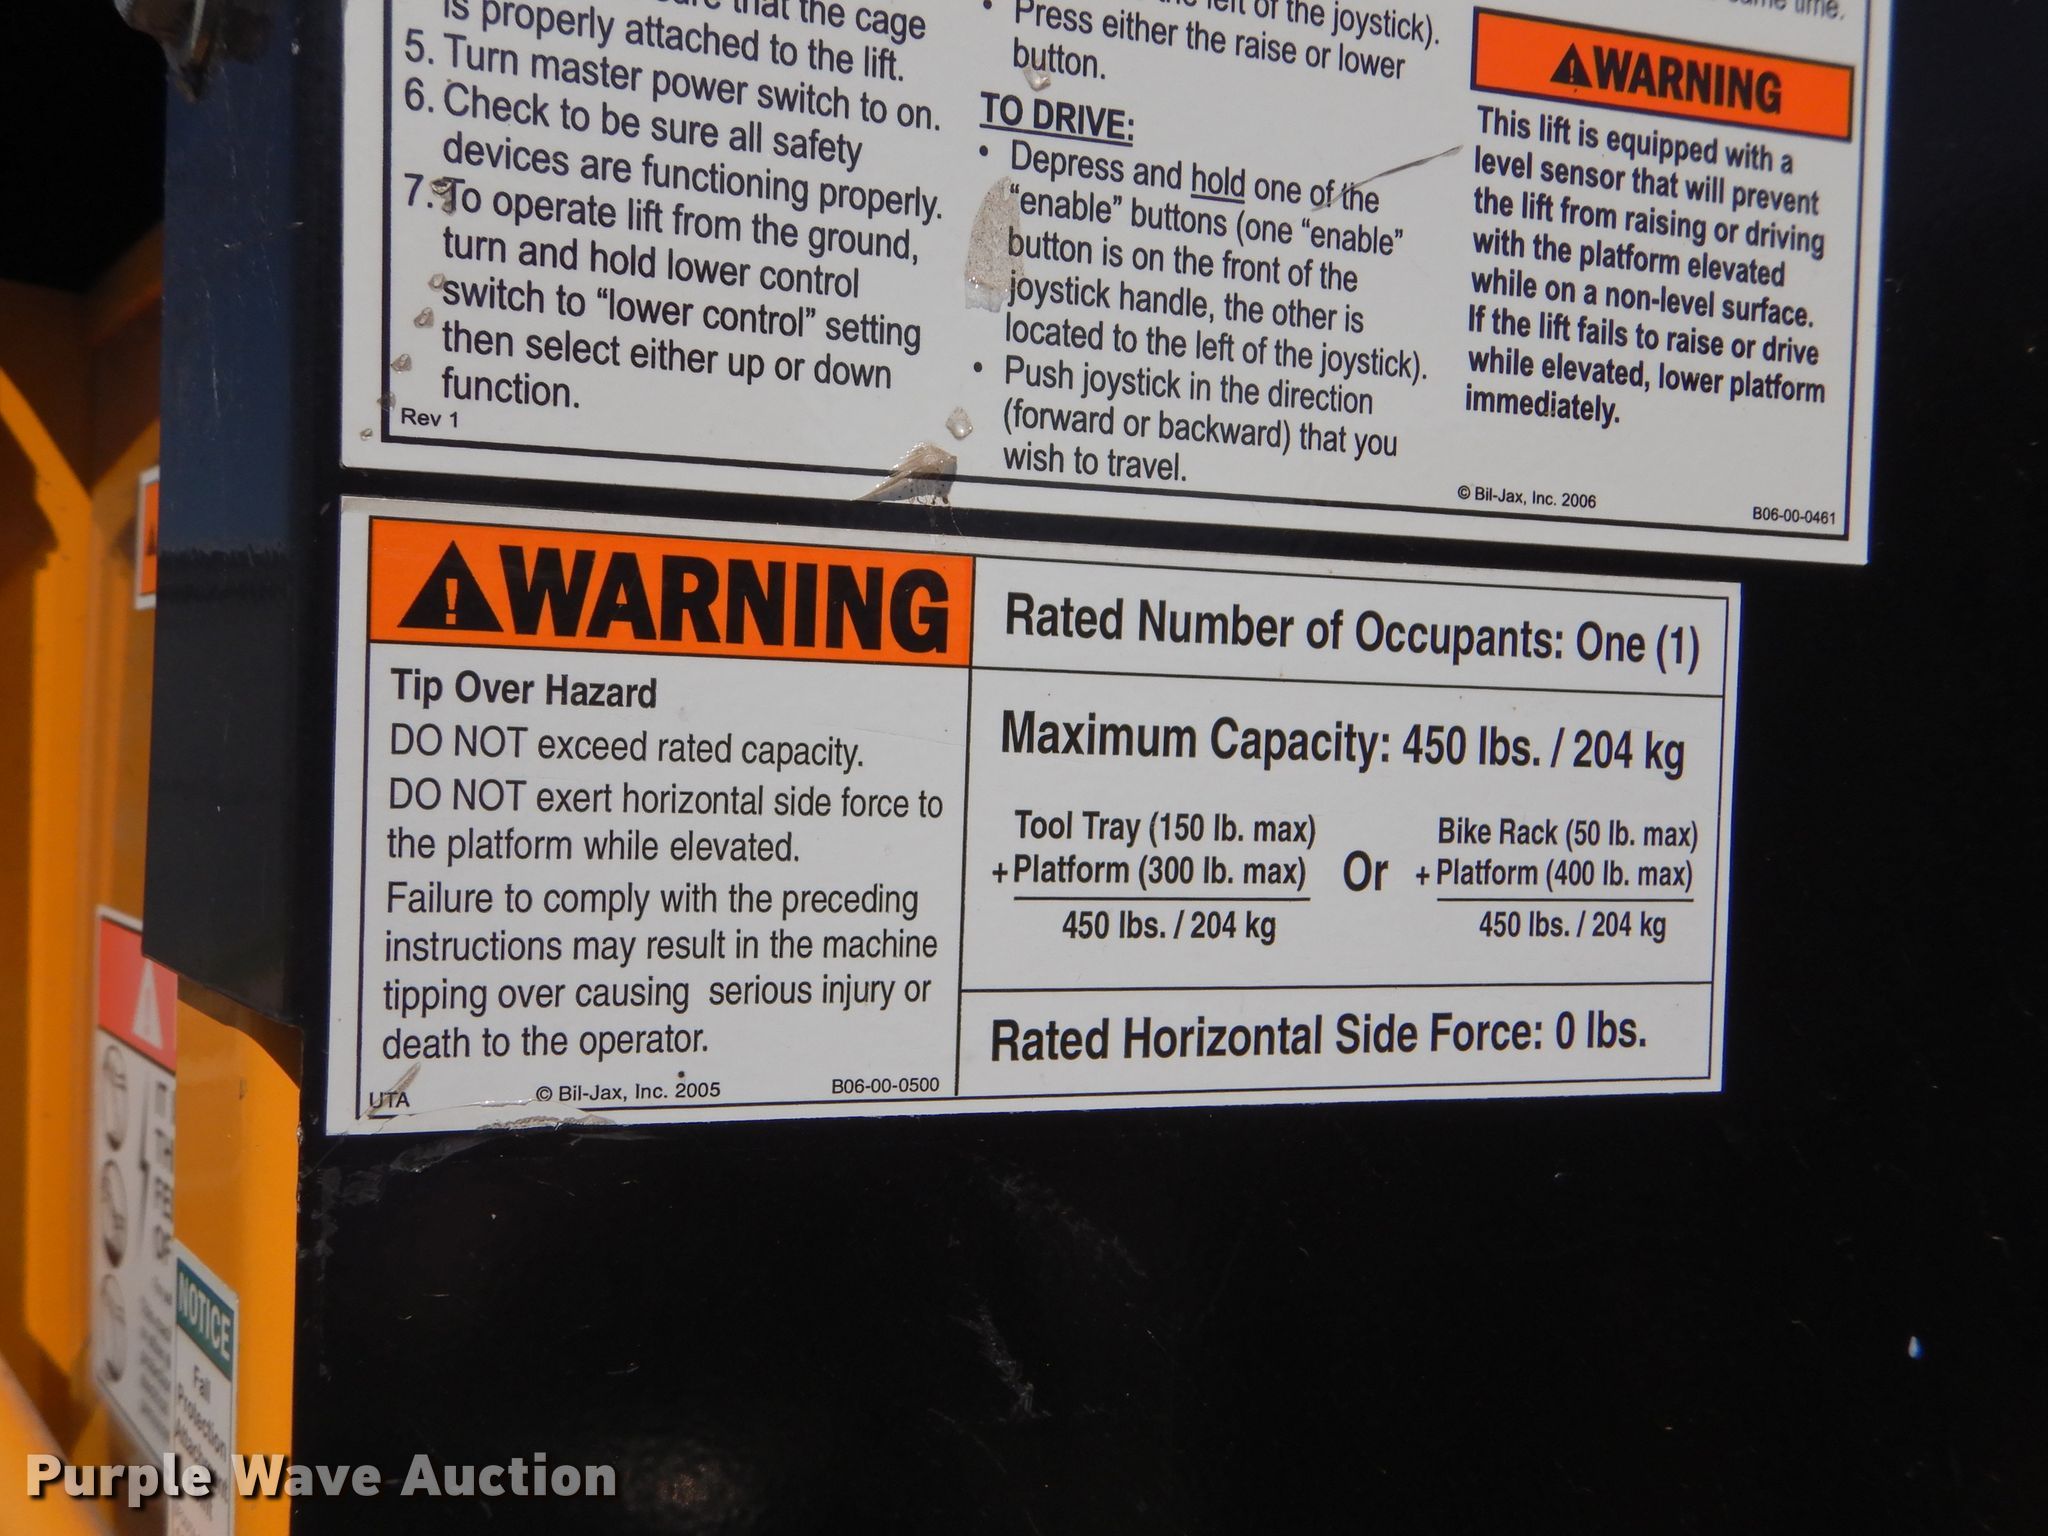 that the cage
is properly attached to the lift.
5. Turn master power switch to on.
6. Check to be sure all safety
devices are functioning properly.
7. To operate lift from the ground,
turn and hold lower control
switch to “lower control” setting
then select either up or down
function.
Rev 1
left of the joystick).
• Press either the raise or lower
button.
TO DRIVE:
• Depress and hold one of the
“enable” buttons (one “enable”
button is on the front of the
joystick handle, the other is
located to the left of the joystick).
• Push joystick in the direction
(forward or backward) that you
wish to travel.
time.
WARNING
This lift is equipped with a
level sensor that will prevent
the lift from raising or driving
with the platform elevated
while on a non-level surface.
If the lift fails to raise or drive
while elevated, lower platform
immediately.
© Bil-Jax, Inc. 2006
B06-00-0461
WARNING
Tip Over Hazard
DO NOT exceed rated capacity.
DO NOT exert horizontal side force to
the platform while elevated.
Failure to comply with the preceding
instructions may result in the machine
tipping over causing serious injury or
death to the operator.
UTA
© Bil-Jax, Inc. 2005
B06-00-0500
Rated Number of Occupants: One (1)
Maximum Capacity: 450 lbs. / 204 kg
Tool Tray (150 lb. max)
+ Platform (300 lb. max)
450 lbs. / 204 kg
Or
Bike Rack (50 lb. max)
+ Platform (400 lb. max)
450 lbs. / 204 kg
Rated Horizontal Side Force: 0 lbs.
NOTICE
Fall
Protection
Purple Wave Auction